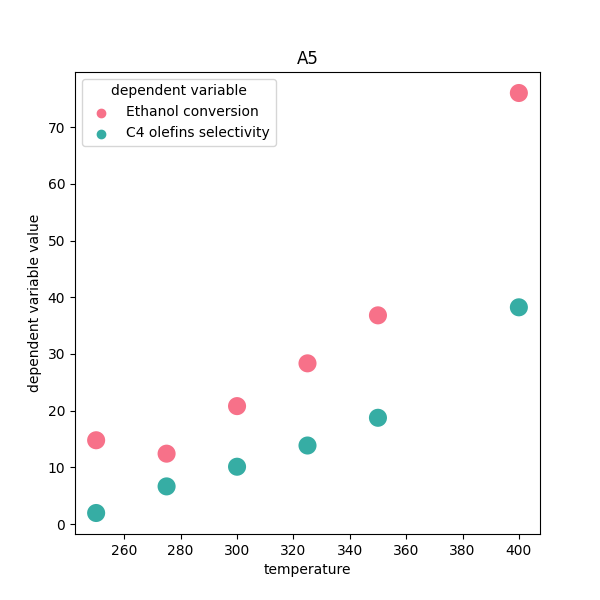 A5
dependent variable
Ethanol conversion
C4 olefins selectivity
dependent variable value
70
60
50
40
30
20
10
0
260 280 300 320 340 360 380 400
temperature